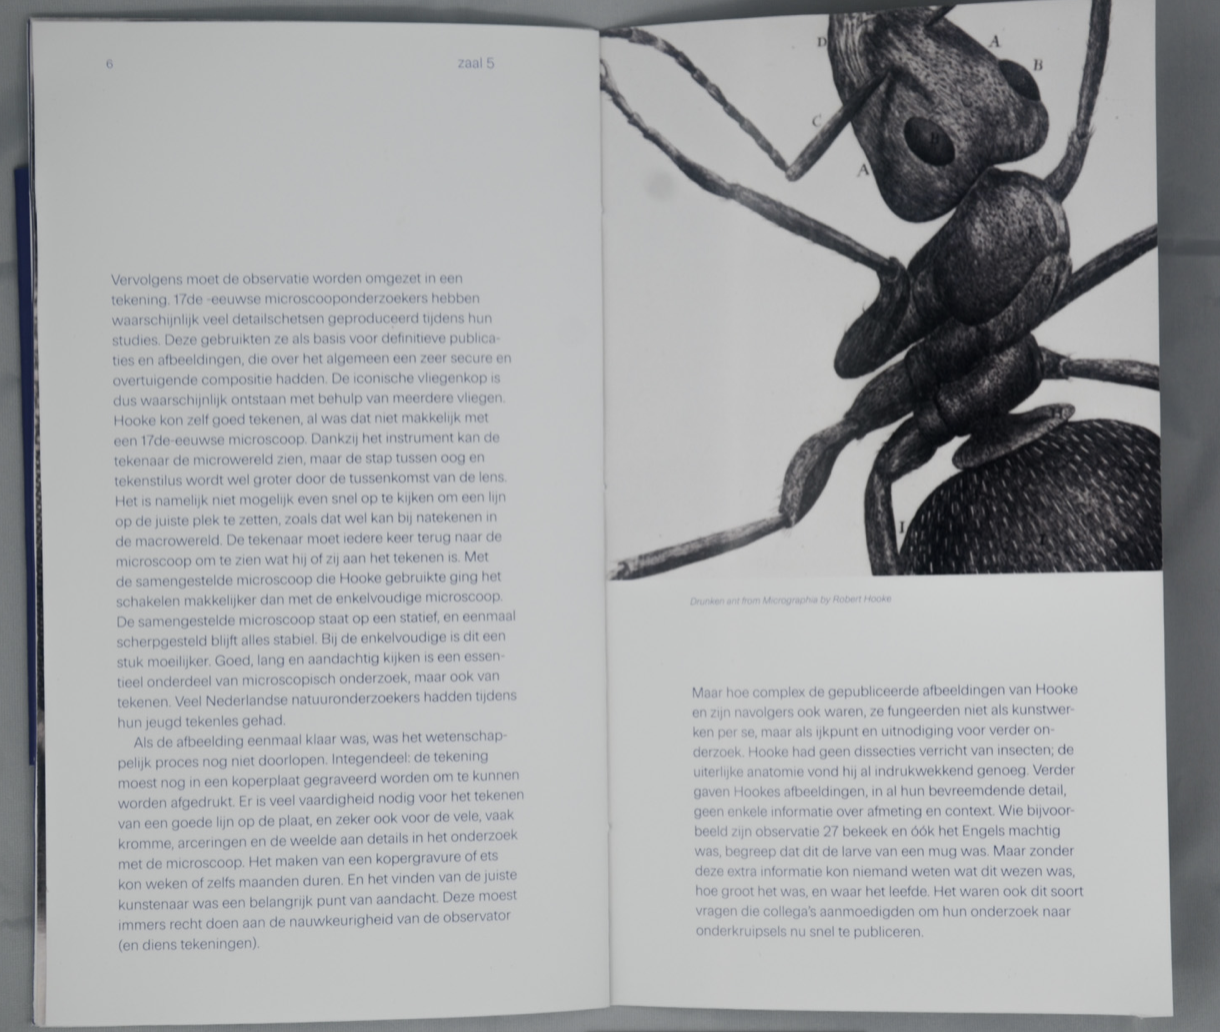 6
zaal 5
Vervolgens moet de observatie worden omgezet in een
tekening. 17de -eeuwse microscooponderzoekers hebben
waarschijnlijk veel detailschetsen geproduceerd tijdens hun
studies. Deze gebruikten ze als basis voor definitieve publica-
ties en afbeeldingen, die over het algemeen een zeer secure en
overtuigende compositie hadden. De iconische vliegenkop is
dus waarschijnlijk ontstaan met behulp van meerdere vliegen.
Hooke kon zelf goed tekenen, al was dat niet makkelijk met
een 17de-eeuwse microscoop. Dankzij het instrument kan de
tekenaar de microwereld zien, maar de stap tussen oog en
tekenstilus wordt wel groter door de tussenkomst van de lens.
Het is namelijk niet mogelijk even snel op te kijken om een lijn
op de juiste plek te zetten, zoals dat wel kan bij natekenen in
de macrowereld. De tekenaar moet iedere keer terug naar de
microscoop om te zien wat hij of zij aan het tekenen is. Met
de samengestelde microscoop die Hooke gebruikte ging het
schakelen makkelijker dan met de enkelvoudige microscoop.
De samengestelde microscoop staat op een statief, en eenmaal
scherpgesteld blijft alles stabiel. Bij de enkelvoudige is dit een
stuk moeilijker. Goed, lang en aandachtig kijken is een essen-
tieel onderdeel van microscopisch onderzoek, maar ook van
tekenen. Veel Nederlandse natuuronderzoekers hadden tijdens
hun jeugd tekenles gehad.
Als de afbeelding eenmaal klaar was, was het wetenschap-
pelijk proces nog niet doorlopen. Integendeel: de tekening
moest nog in een koperplaat gegraveerd worden om te kunnen
worden afgedrukt. Er is veel vaardigheid nodig voor het tekenen
van een goede lijn op de plaat, en zeker ook voor de vele, vaak
kromme, arceringen en de weelde aan details in het onderzoek
met de microscoop. Het maken van een kopergravure of ets
kon weken of zelfs maanden duren. En het vinden van de juiste
kunstenaar was een belangrijk punt van aandacht. Deze moest
immers recht doen aan de nauwkeurigheid van de observator
(en diens tekeningen).
D
A
B
C
A
H
I
Drunken ant from Micrographia by Robert Hooke
Maar hoe complex de gepubliceerde afbeeldingen van Hooke
en zijn navolgers ook waren, ze fungeerden niet als kunstwer-
ken per se, maar als ijkpunt en uitnodiging voor verder on-
derzoek. Hooke had geen dissecties verricht van insecten; de
uiterlijke anatomie vond hij al indrukwekkend genoeg. Verder
gaven Hookes afbeeldingen, in al hun bevreemdende detail,
geen enkele informatie over afmeting en context. Wie bijvoor-
beeld zijn observatie 27 bekeek en óók het Engels machtig
was, begreep dat dit de larve van een mug was. Maar zonder
deze extra informatie kon niemand weten wat dit wezen was,
hoe groot het was, en waar het leefde. Het waren ook dit soort
vragen die collega's aanmoedigden om hun onderzoek naar
onderkruipsels nu snel te publiceren.